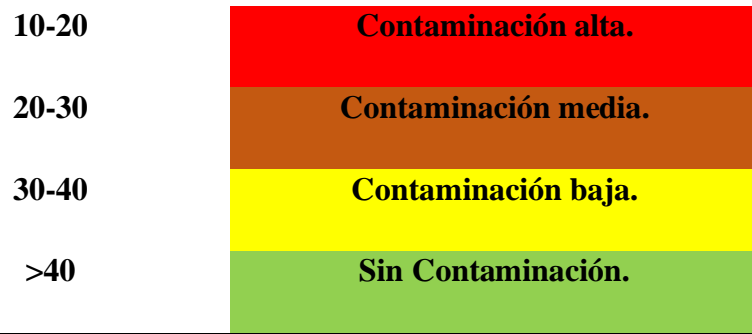 10-20 Contaminación alta.
20-30 Contaminación media.
30-40 Contaminación baja.
>40 Sin Contaminación.